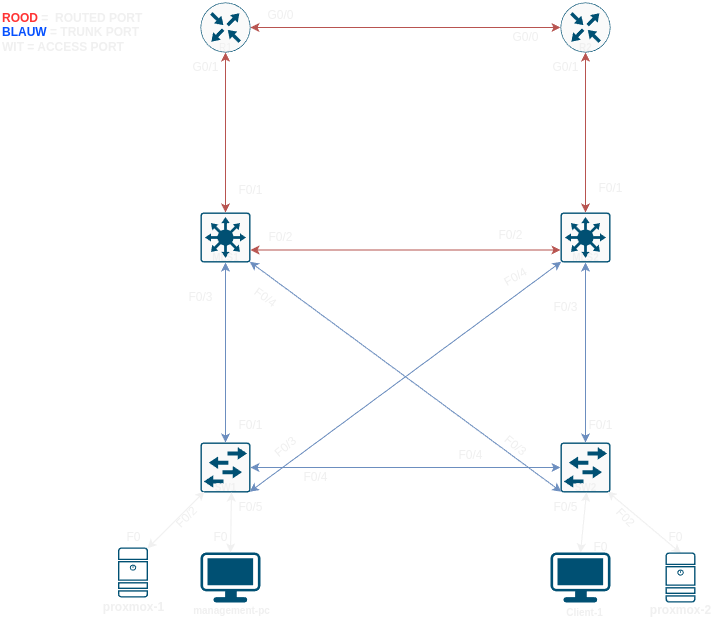 ROOD = ROUTED PORT
BLAUW = TRUNK PORT
WIT = ACCESS PORT
G0/0
G0/0
G0/1
G0/1
F0/1
F0/1
F0/2
F0/2
F0/3
F0/4
F0/4
F0/3
F0/1
F0/3
F0/4
F0/4
F0/3
F0/1
F0/2
F0/5
F0/5
F02
F0
F0
F0
F0
proxmox-1
management-pc
Client-1
proxmox-2